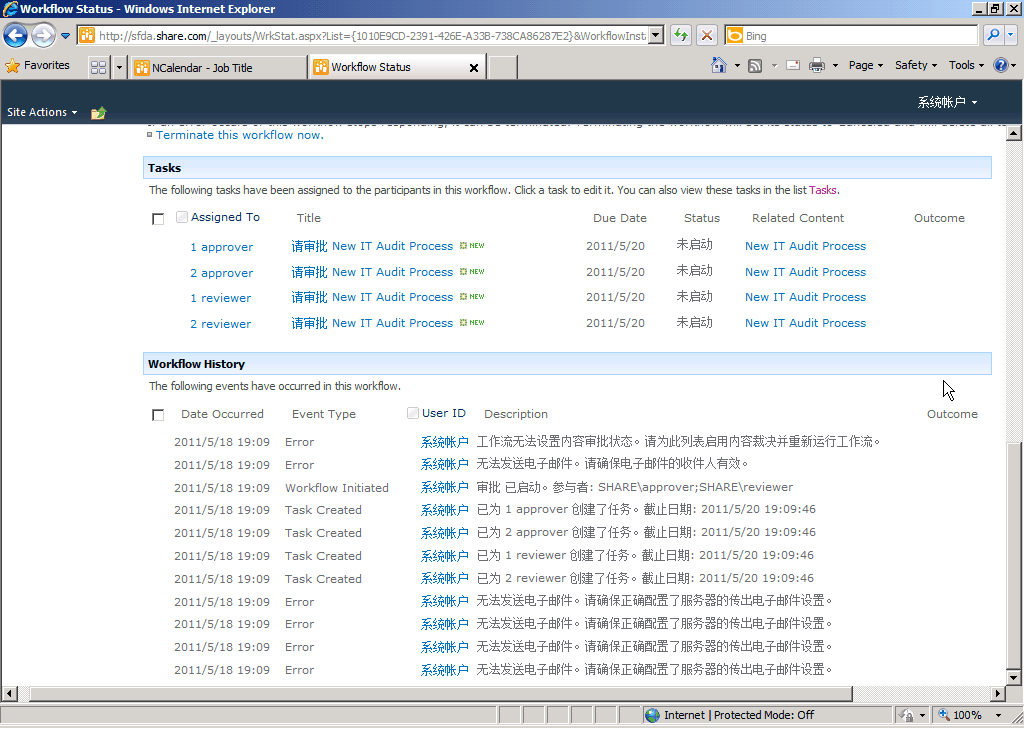 Workflow Status - Windows Internet Explorer
http://sfda.share.com/_layouts/WrkStat.aspx?List={1010E9CD-2391-426E-A33B-738CA86287E2}&WorkflowInst
Bing
Favorites
NCalendar - Job Title
Workflow Status
Page
Safety
Tools
Site Actions
系统帐户
Terminate this workflow now.
Tasks
The following tasks have been assigned to the participants in this workflow. Click a task to edit it. You can also view these tasks in the list Tasks.
Assigned To Title Due Date Status Related Content Outcome
1 approver 请审批 New IT Audit Process NEW 2011/5/20 未启动 New IT Audit Process
2 approver 请审批 New IT Audit Process NEW 2011/5/20 未启动 New IT Audit Process
1 reviewer 请审批 New IT Audit Process NEW 2011/5/20 未启动 New IT Audit Process
2 reviewer 请审批 New IT Audit Process NEW 2011/5/20 未启动 New IT Audit Process
Workflow History
The following events have occurred in this workflow.
Date Occurred Event Type User ID Description Outcome
2011/5/18 19:09 Error 系统帐户 工作流无法设置内容审批状态。请为此列表启用内容裁决并重新运行工作流。
2011/5/18 19:09 Error 系统帐户 无法发送电子邮件。请确保电子邮件的收件人有效。
2011/5/18 19:09 Workflow Initiated 系统帐户 审批 已启动。参与者: SHARE\approver;SHARE\reviewer
2011/5/18 19:09 Task Created 系统帐户 已为 1 approver 创建了任务。截止日期: 2011/5/20 19:09:46
2011/5/18 19:09 Task Created 系统帐户 已为 2 approver 创建了任务。截止日期: 2011/5/20 19:09:46
2011/5/18 19:09 Task Created 系统帐户 已为 1 reviewer 创建了任务。截止日期: 2011/5/20 19:09:46
2011/5/18 19:09 Task Created 系统帐户 已为 2 reviewer 创建了任务。截止日期: 2011/5/20 19:09:46
2011/5/18 19:09 Error 系统帐户 无法发送电子邮件。请确保正确配置了服务器的传出电子邮件设置。
2011/5/18 19:09 Error 系统帐户 无法发送电子邮件。请确保正确配置了服务器的传出电子邮件设置。
2011/5/18 19:09 Error 系统帐户 无法发送电子邮件。请确保正确配置了服务器的传出电子邮件设置。
2011/5/18 19:09 Error 系统帐户 无法发送电子邮件。请确保正确配置了服务器的传出电子邮件设置。
Internet | Protected Mode: Off
100%